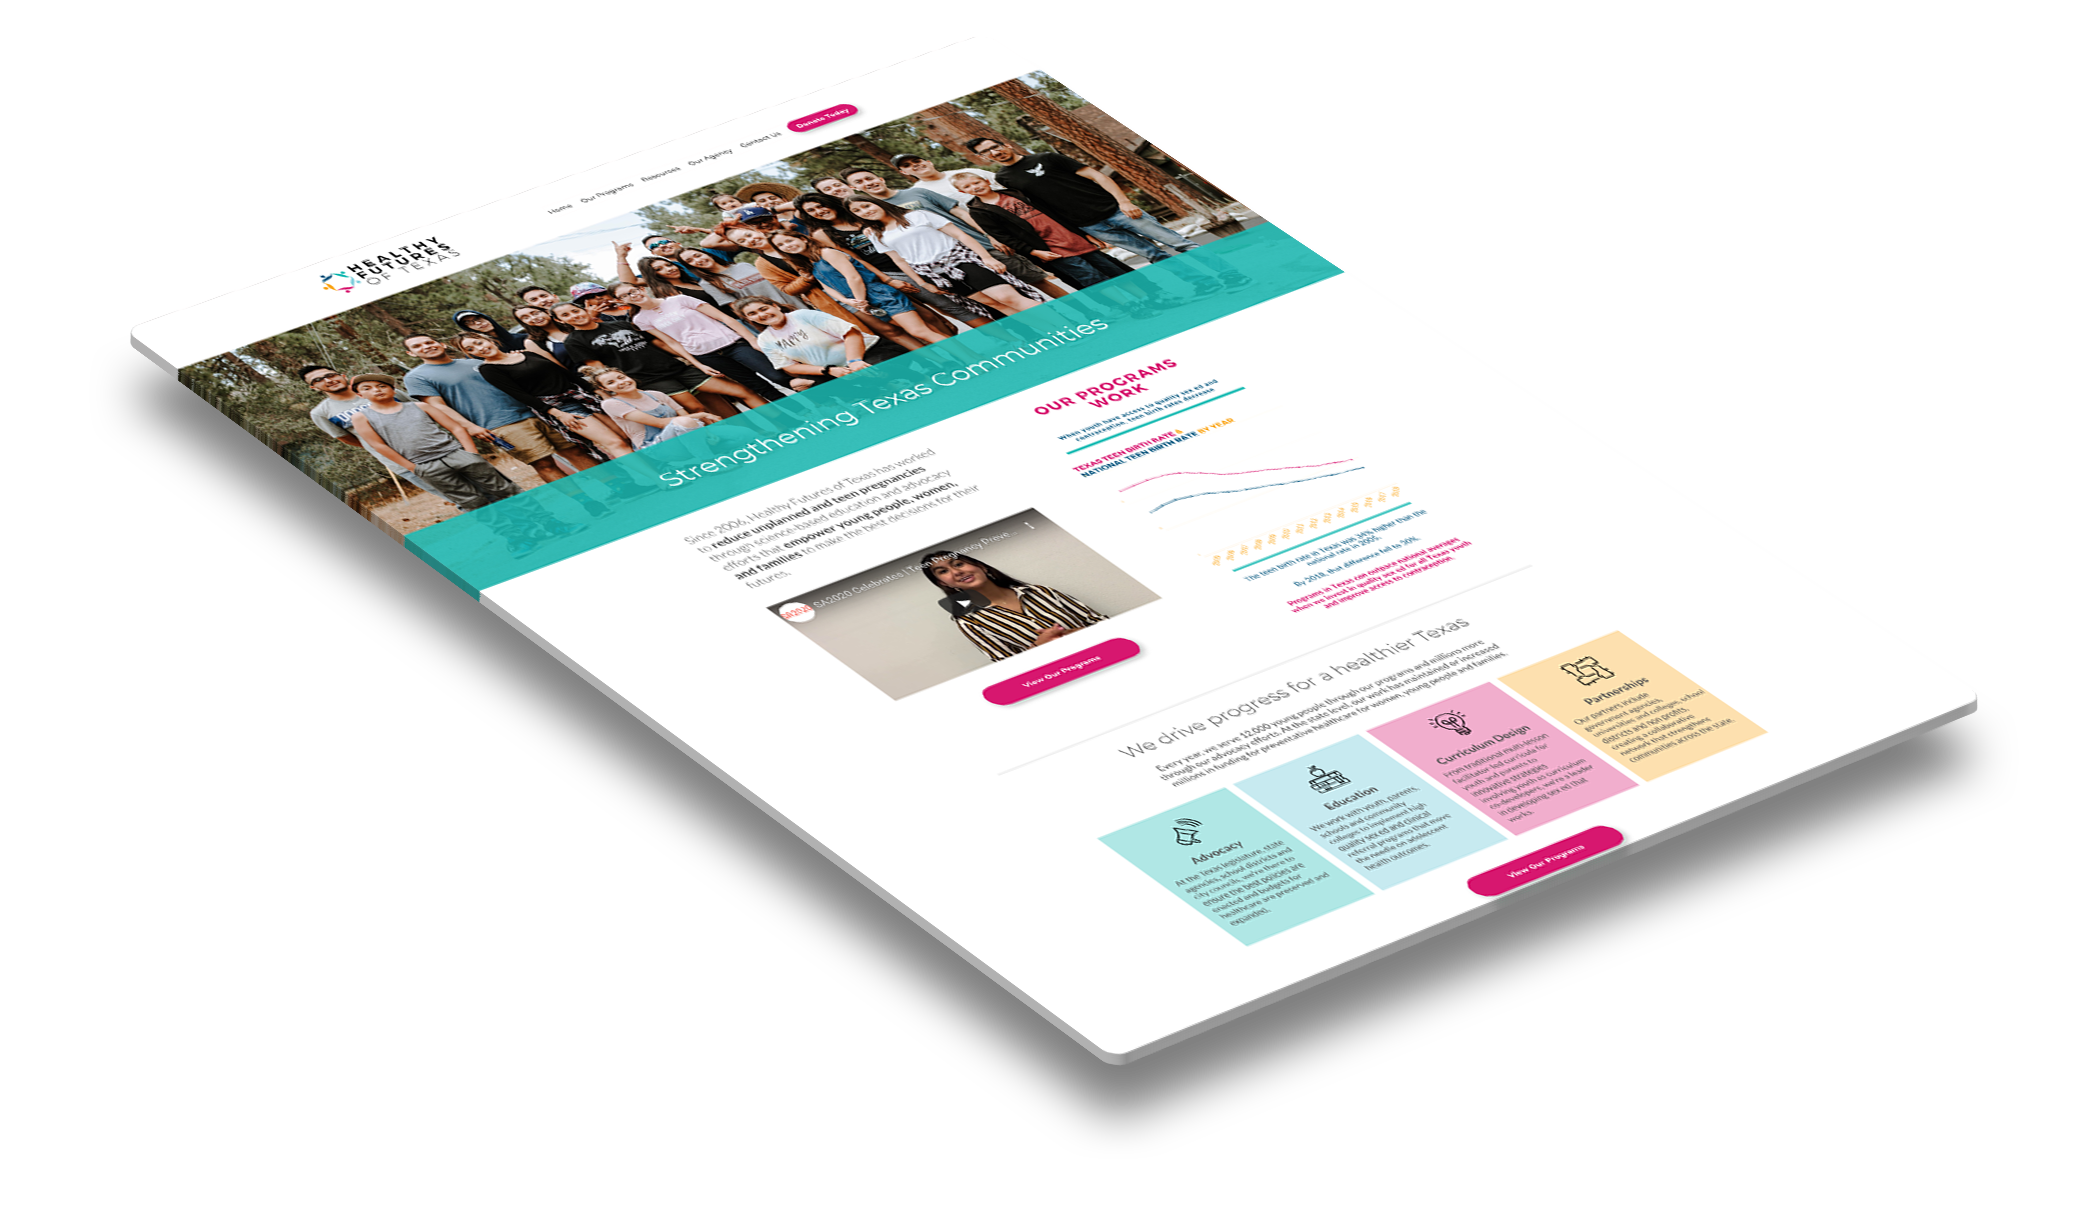 HEALTHY
FUTURES
OF TEXAS
Home
Our Programs
Resources
Our Agency
Contact Us
Donate Today
Strengthening Texas Communities
Since 2006, Healthy Futures of Texas has worked
to reduce unplanned and teen pregnancies
through science-based education and advocacy
efforts that empower young people, women,
and families to make the best decisions for their
futures.
SA2020
SA2020 Celebrates | Teen Pregnancy Preve...
View Our Programs
OUR PROGRAMS
WORK
When youth have access to quality sex ed and
contraception, teen birth rates decrease
TEXAS TEEN BIRTH RATE &
NATIONAL TEEN BIRTH RATE BY YEAR
The teen birth rate in Texas was 34% higher than the
national rate in 2005.
By 2018, that difference fell to 30%.
Programs in Texas can outpace national averages
when we invest in quality sex ed for all Texas youth
and improve access to contraception.
We drive progress for a healthier Texas
Every year, we serve 12,000 young people through our programs and millions more
through our advocacy efforts. At the state level, our work has maintained or increased
millions in funding for preventative healthcare for women, young people and families.
Advocacy
At the Texas legislature, state
agencies, school districts and
city councils, we're there to
ensure the best policies are
enacted and budgets for
healthcare are preserved and
expanded.
Education
We work with youth, parents,
schools and community
colleges to implement high
quality sex ed and clinical
referral programs that move
the needle on adolescent
health outcomes.
Curriculum Design
From traditional multi-lesson
facilitator led curricula for
youth and parents to
innovative strategies
involving youth as curriculum
co-developers, we're a leader
in developing sex ed that
works.
Partnerships
Our partners include
government agencies,
universities and colleges, school
districts and non profits,
creating a collaborative
network that strengthens
communities across the state.
View Our Programs